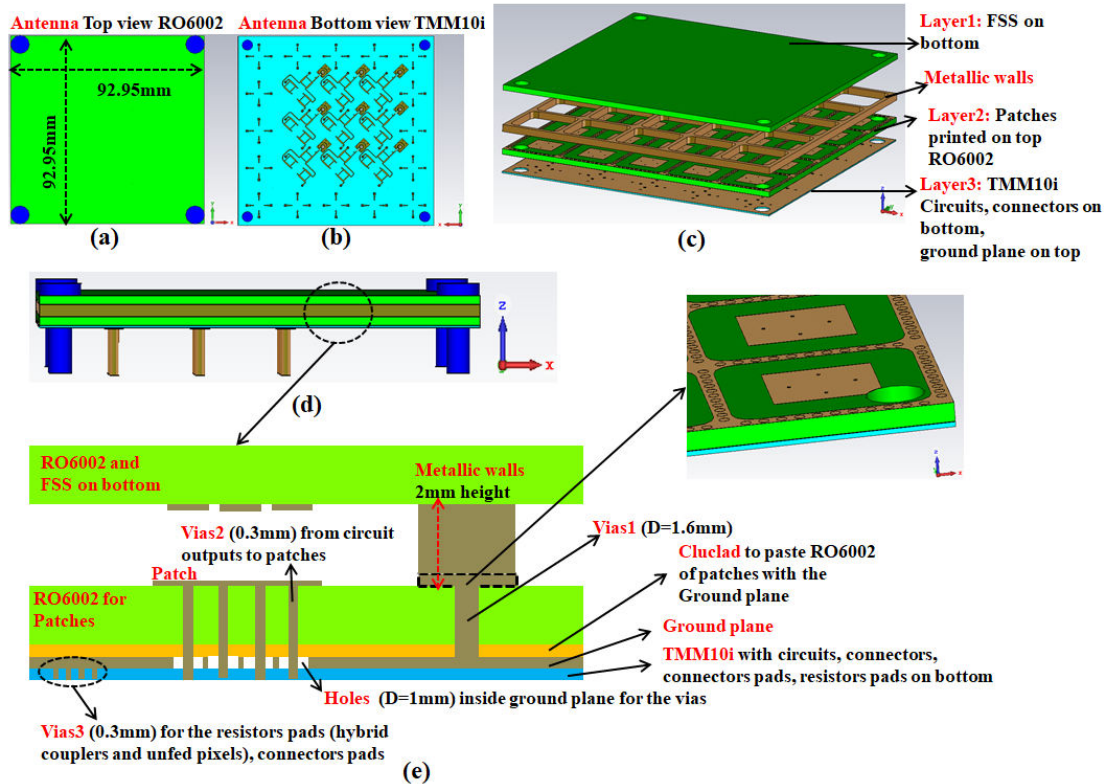 Antenna Top view RO6002
Antenna Bottom view TMM10i
92.95mm
92.95mm
(a)
(b)
Layer1: FSS on
bottom
Metallic walls
Layer2: Patches
printed on top
RO6002
Layer3: TMM10i
Circuits, connectors on
bottom,
ground plane on top
(c)
Z
X
(d)
RO6002 and
FSS on bottom
Metallic walls
2mm height
Vias2 (0.3mm) from circuit
outputs to patches
Patch
RO6002 for
Patches
Vias1 (D=1.6mm)
Cluclad to paste RO6002
of patches with the
Ground plane
Ground plane
TMM10i with circuits, connectors,
connectors pads, resistors pads on bottom
Holes (D=1mm) inside ground plane for the vias
Vias3 (0.3mm) for the resistors pads (hybrid
couplers and unfed pixels), connectors pads
(e)